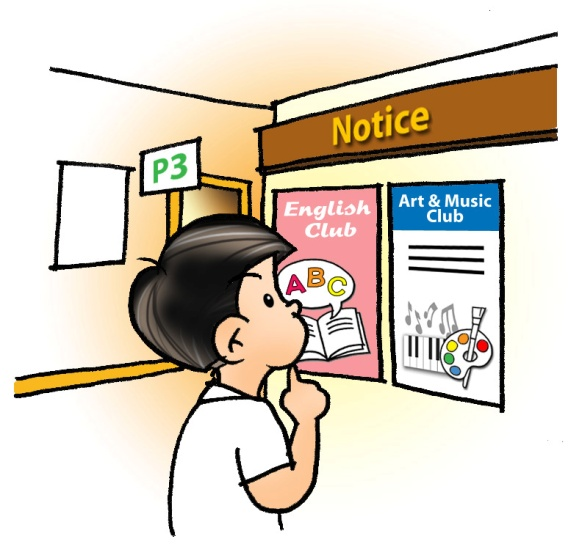 Notice
P3
English
Club
ABC
Art & Music
Club